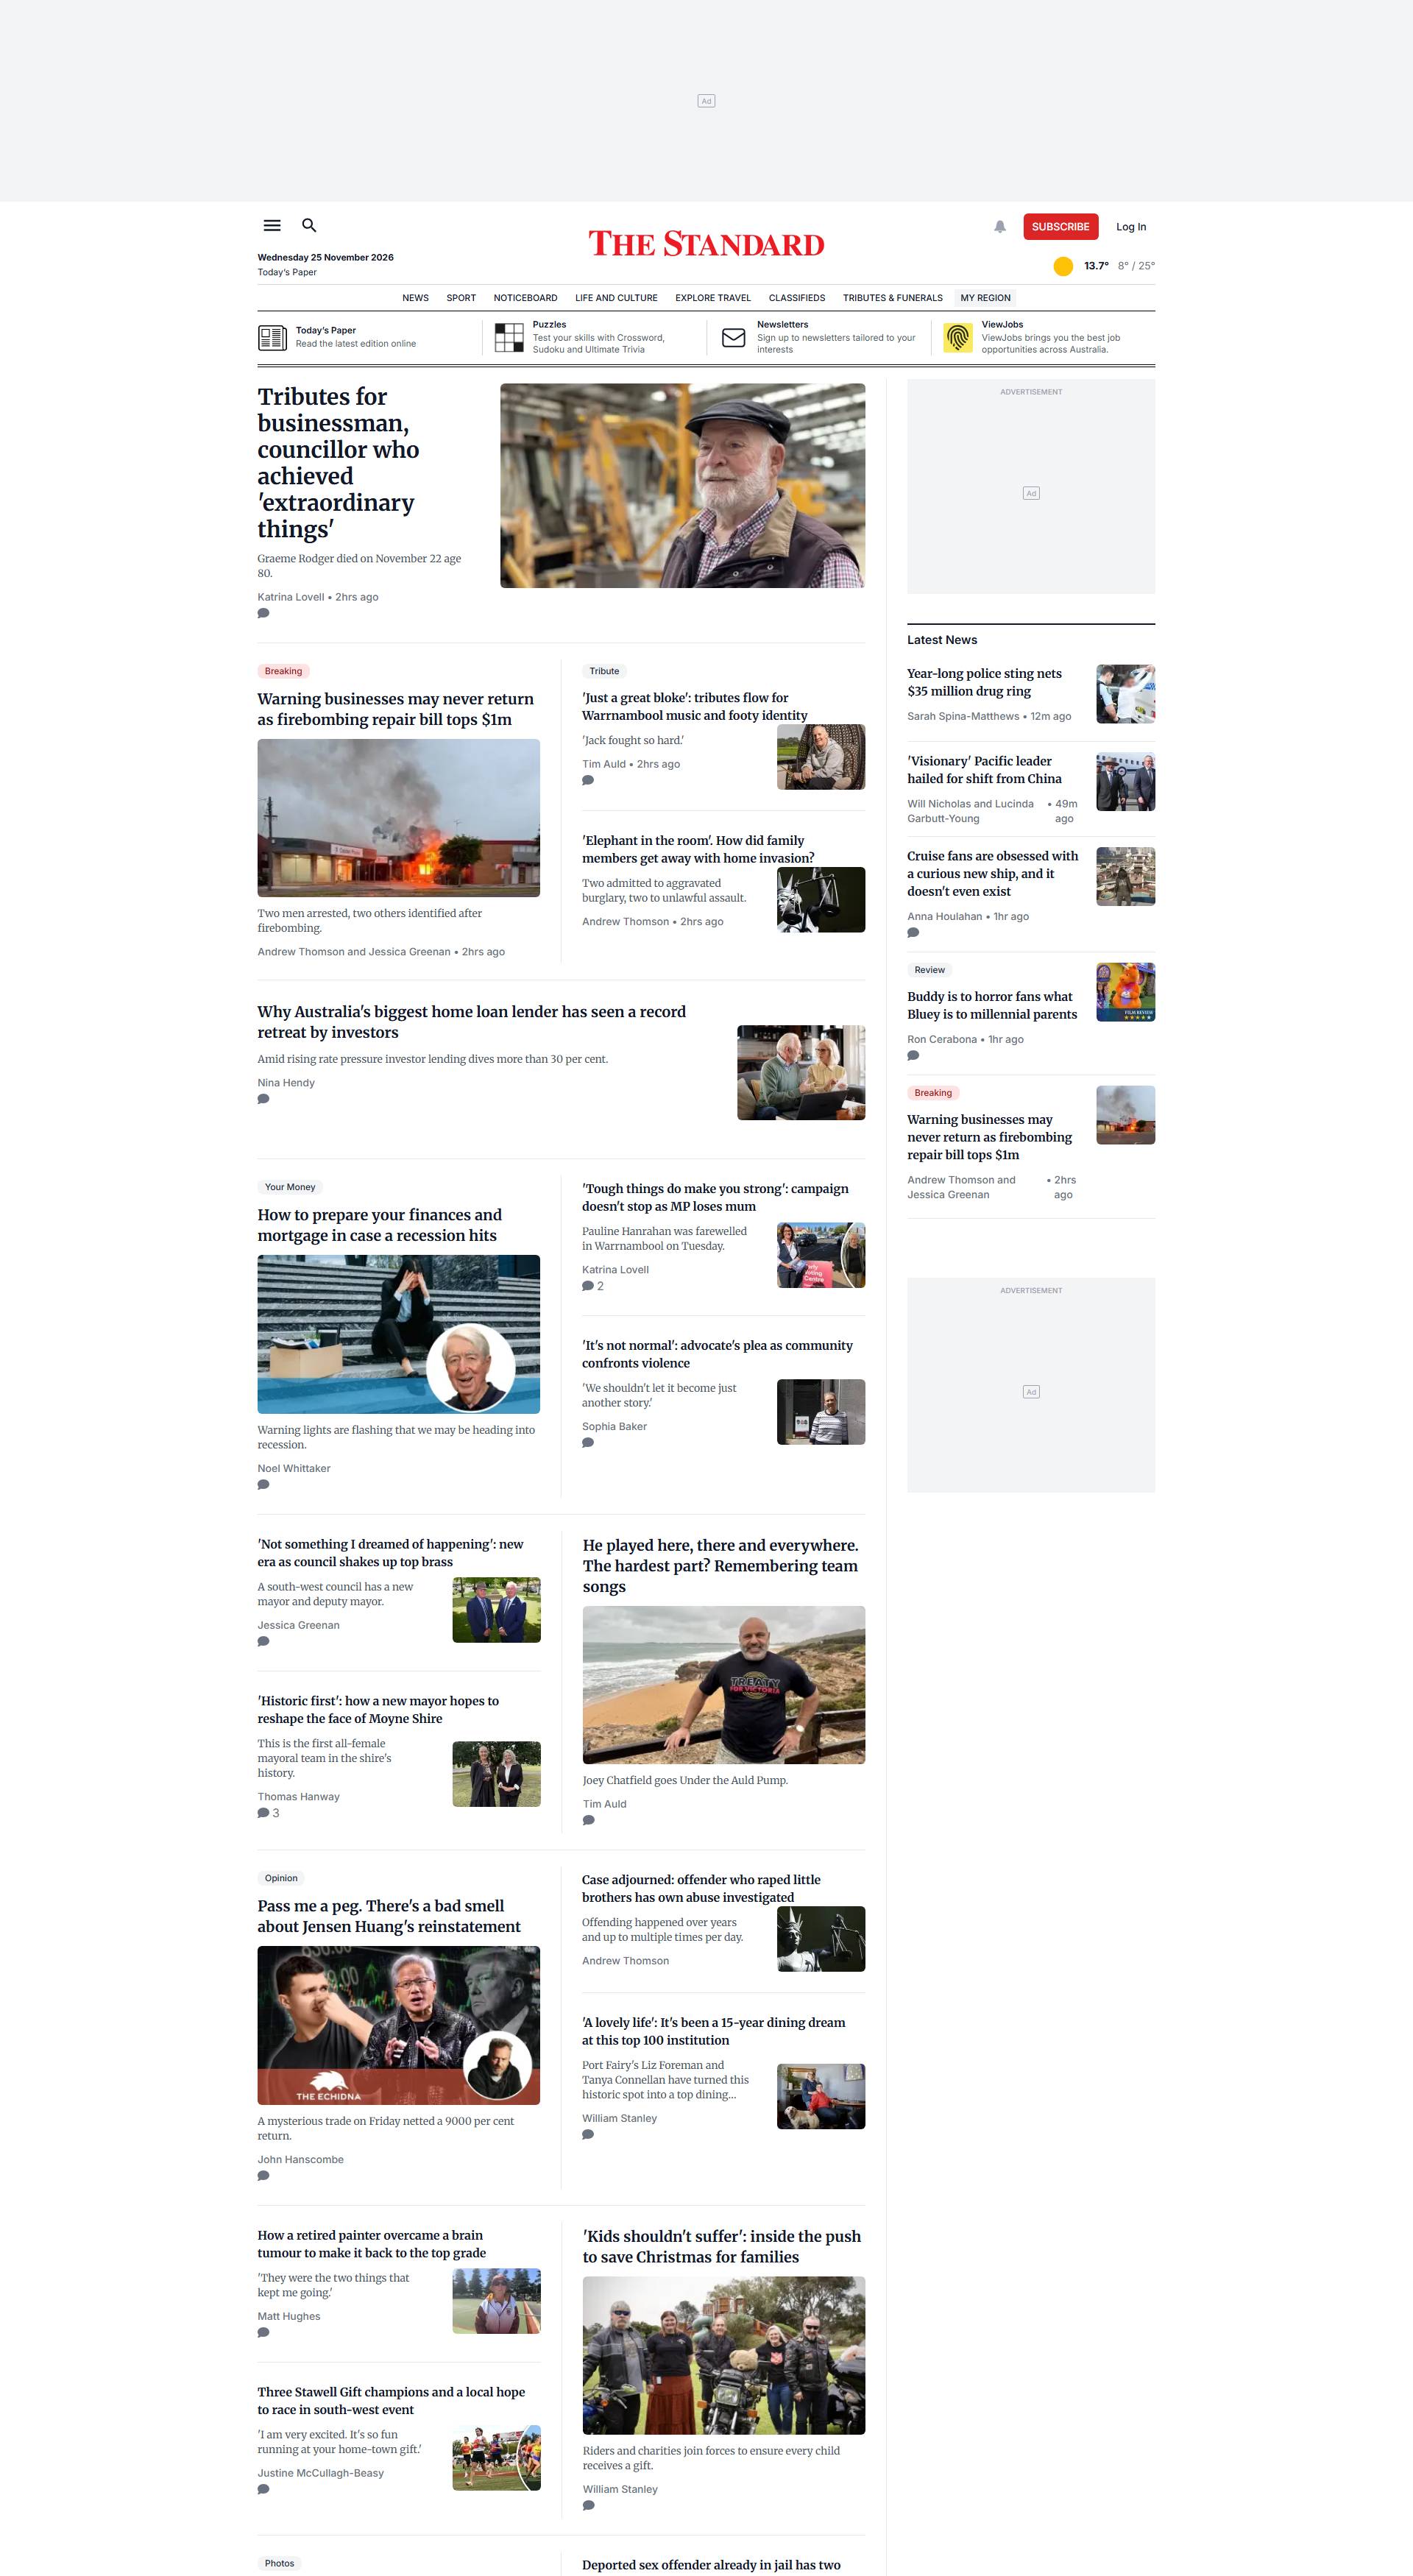 Ad
SUBSCRIBE
Log In
THE STANDARD
Wednesday 25 November 2026
Today's Paper
13.7° 8° / 25°
NEWS SPORT NOTICEBOARD LIFE AND CULTURE EXPLORE TRAVEL CLASSIFIEDS TRIBUTES & FUNERALS MY REGION
Today's Paper
Read the latest edition online
Puzzles
Test your skills with Crossword,
Sudoku and Ultimate Trivia
Newsletters
Sign up to newsletters tailored to your
interests
ViewJobs
ViewJobs brings you the best job
opportunities across Australia.
Tributes for
businessman,
councillor who
achieved
'extraordinary
things'
Graeme Rodger died on November 22 age
80.
Katrina Lovell • 2hrs ago
Breaking
Warning businesses may never return
as firebombing repair bill tops $1m
Two men arrested, two others identified after
firebombing.
Andrew Thomson and Jessica Greenan • 2hrs ago
Tribute
'Just a great bloke': tributes flow for
Warrnambool music and footy identity
'Jack fought so hard.'
Tim Auld • 2hrs ago
'Elephant in the room'. How did family
members get away with home invasion?
Two admitted to aggravated
burglary, two to unlawful assault.
Andrew Thomson • 2hrs ago
Why Australia's biggest home loan lender has seen a record
retreat by investors
Amid rising rate pressure investor lending dives more than 30 per cent.
Nina Hendy
Your Money
How to prepare your finances and
mortgage in case a recession hits
Warning lights are flashing that we may be heading into
recession.
Noel Whittaker
'Tough things do make you strong': campaign
doesn't stop as MP loses mum
Pauline Hanrahan was farewelled
in Warrnambool on Tuesday.
Katrina Lovell
2
'It's not normal': advocate's plea as community
confronts violence
'We shouldn't let it become just
another story.'
Sophia Baker
'Not something I dreamed of happening': new
era as council shakes up top brass
A south-west council has a new
mayor and deputy mayor.
Jessica Greenan
'Historic first': how a new mayor hopes to
reshape the face of Moyne Shire
This is the first all-female
mayoral team in the shire's
history.
Thomas Hanway
3
He played here, there and everywhere.
The hardest part? Remembering team
songs
TREATY
FOR VICTORIA
Joey Chatfield goes Under the Auld Pump.
Tim Auld
Opinion
Pass me a peg. There's a bad smell
about Jensen Huang's reinstatement
THE ECHIDNA
A mysterious trade on Friday netted a 9000 per cent
return.
John Hanscombe
Case adjourned: offender who raped little
brothers has own abuse investigated
Offending happened over years
and up to multiple times per day.
Andrew Thomson
'A lovely life': It's been a 15-year dining dream
at this top 100 institution
Port Fairy's Liz Foreman and
Tanya Connellan have turned this
historic spot into a top dining...
William Stanley
How a retired painter overcame a brain
tumour to make it back to the top grade
'They were the two things that
kept me going.'
Matt Hughes
Three Stawell Gift champions and a local hope
to race in south-west event
'I am very excited. It's so fun
running at your home-town gift.'
Justine McCullagh-Beasy
'Kids shouldn't suffer': inside the push
to save Christmas for families
Riders and charities join forces to ensure every child
receives a gift.
William Stanley
Photos
Deported sex offender already in jail has two
ADVERTISEMENT
Ad
Latest News
Year-long police sting nets
$35 million drug ring
Sarah Spina-Matthews • 12m ago
'Visionary' Pacific leader
hailed for shift from China
Will Nicholas and Lucinda
Garbutt-Young
• 49m
ago
Cruise fans are obsessed with
a curious new ship, and it
doesn't even exist
Anna Houlahan • 1hr ago
Review
Buddy is to horror fans what
Bluey is to millennial parents
FILM REVIEW
Ron Cerabona • 1hr ago
Breaking
Warning businesses may
never return as firebombing
repair bill tops $1m
Andrew Thomson and
Jessica Greenan
• 2hrs
ago
ADVERTISEMENT
Ad